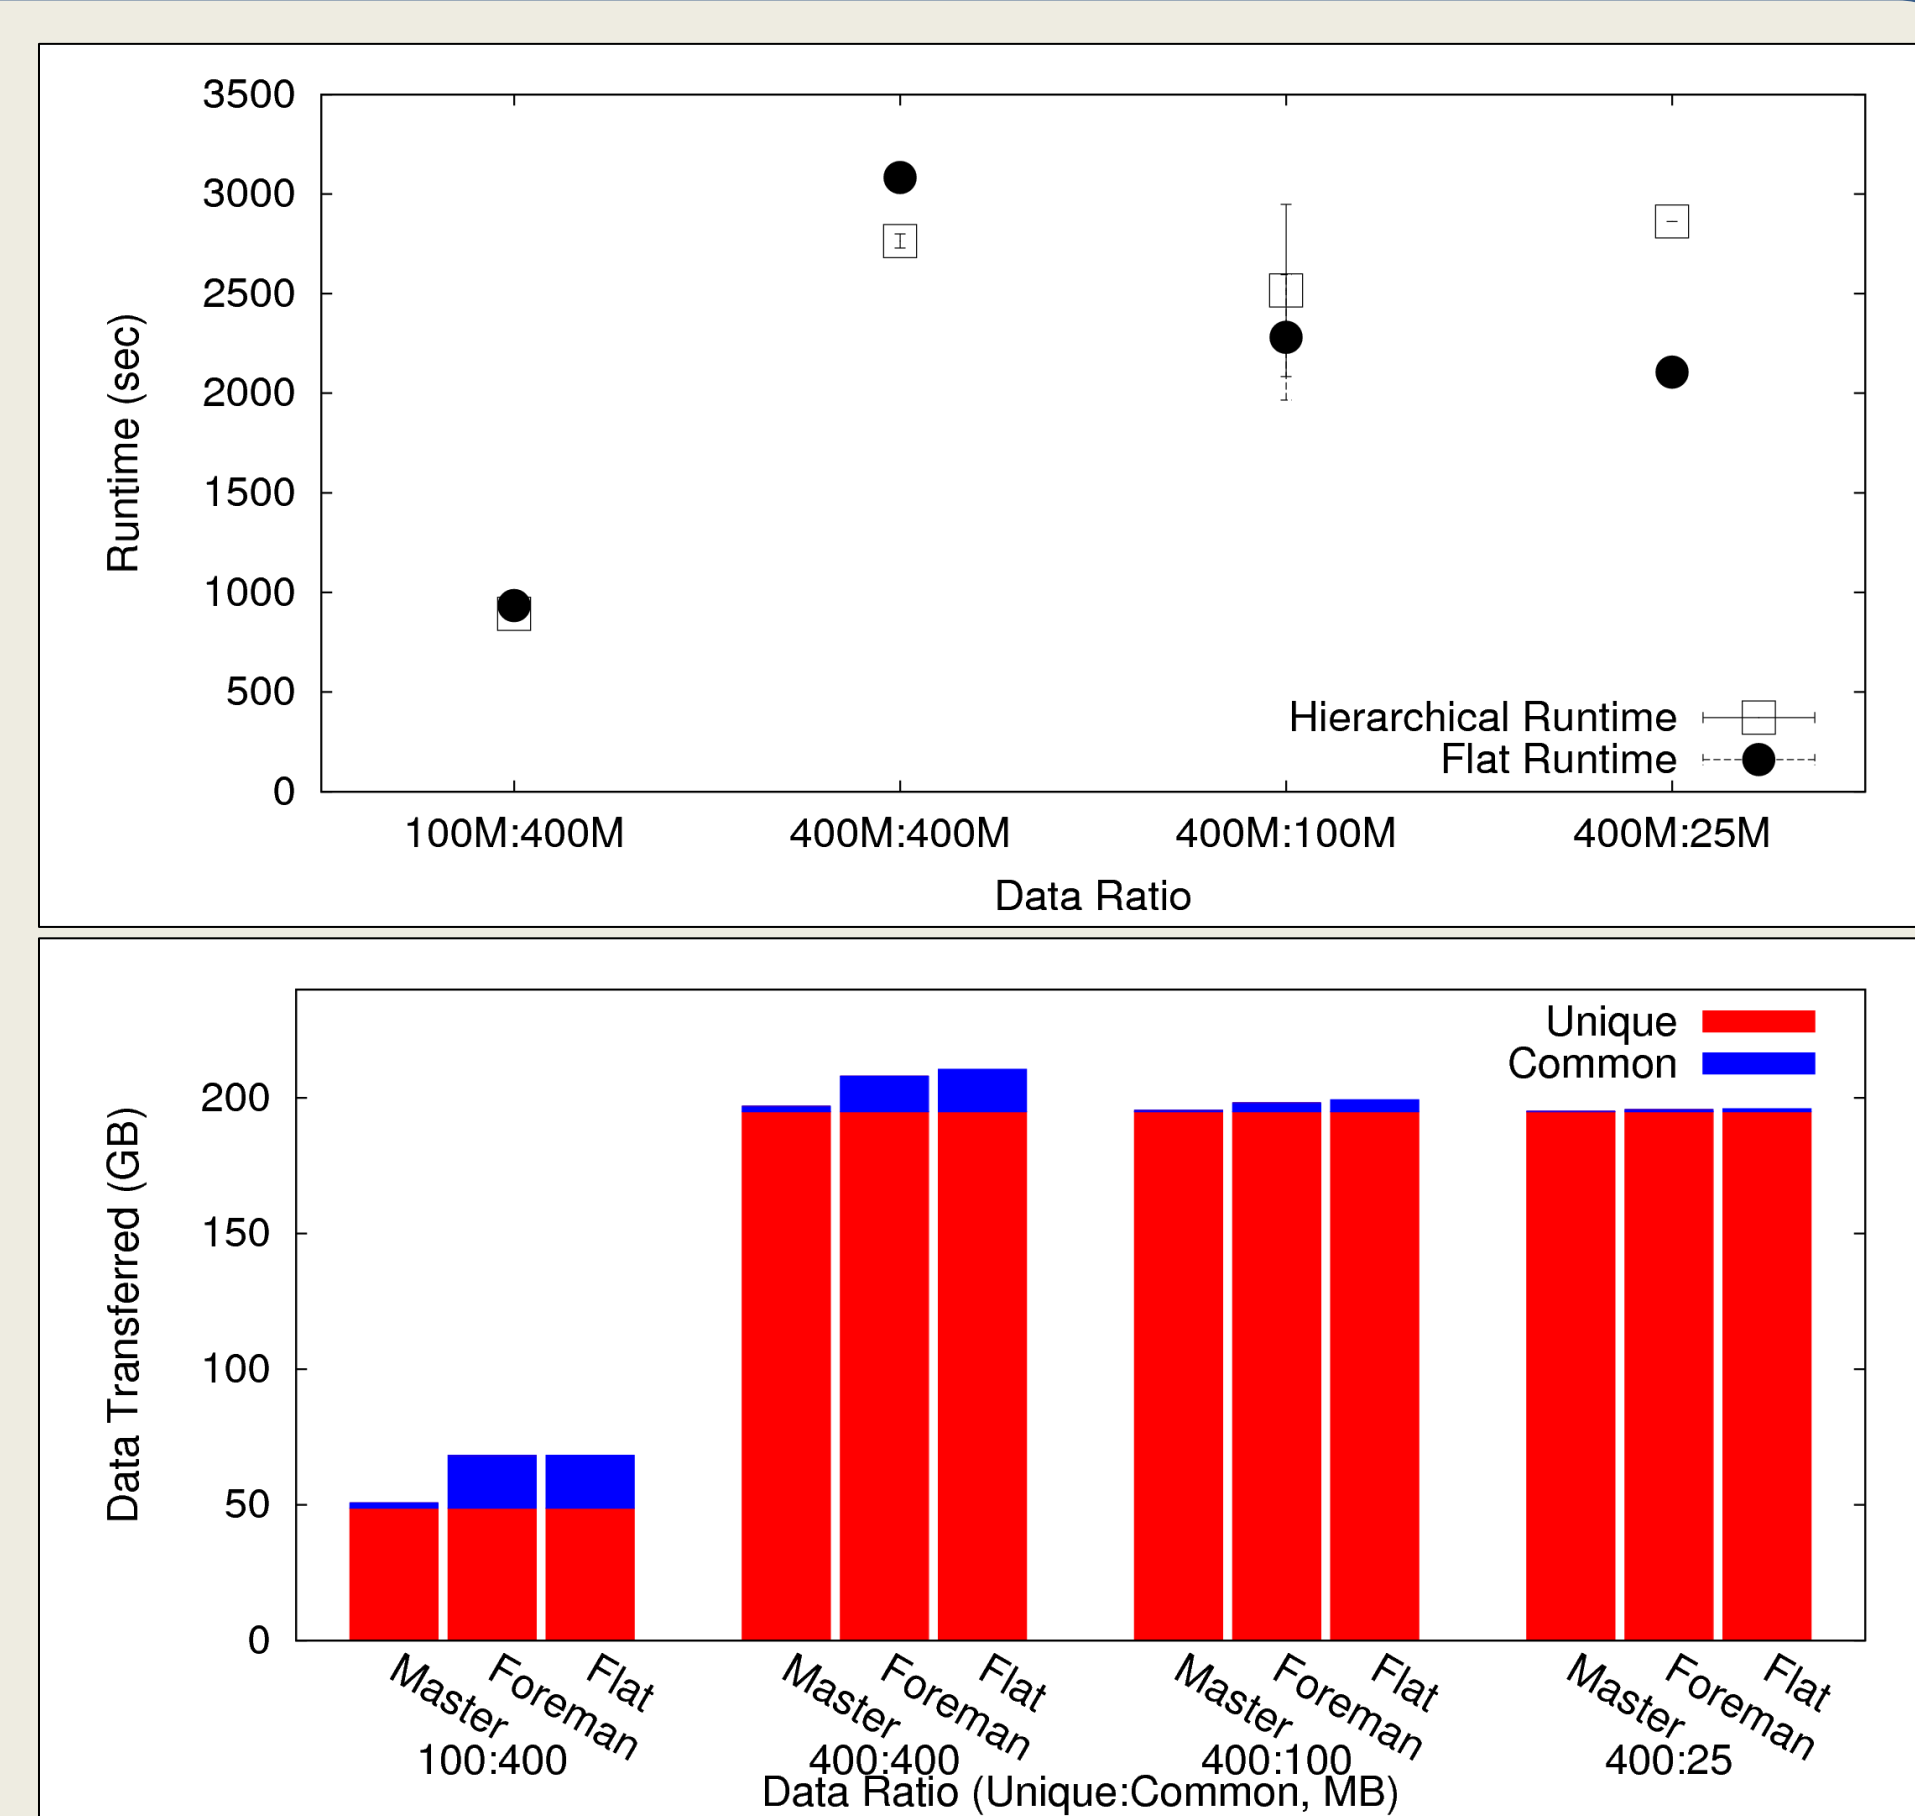 3500
3000
2500
2000
1500
1000
500
0
Runtime (sec)
Hierarchical Runtime
Flat Runtime
100M:400M 400M:400M 400M:100M 400M:25M
Data Ratio
Unique
Common
200
150
100
50
0
Data Transferred (GB)
Master Foreman Flat Master Foreman Flat Master Foreman Flat Master Foreman Flat
100:400 400:400 400:100 400:25
Data Ratio (Unique:Common, MB)